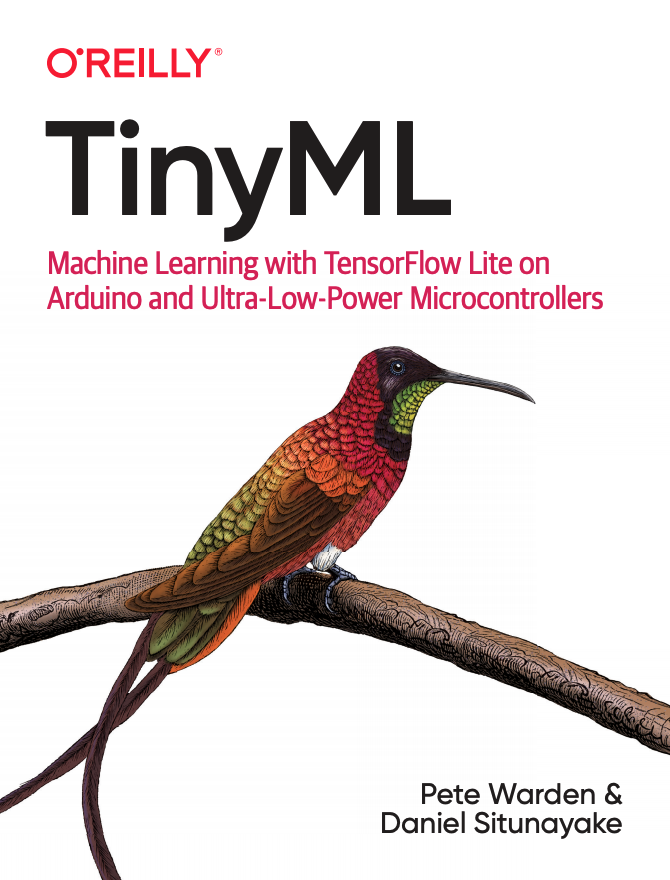 O'REILLY®
TinyML
Machine Learning with TensorFlow Lite on
Arduino and Ultra-Low-Power Microcontrollers
Pete Warden &
Daniel Situnayake